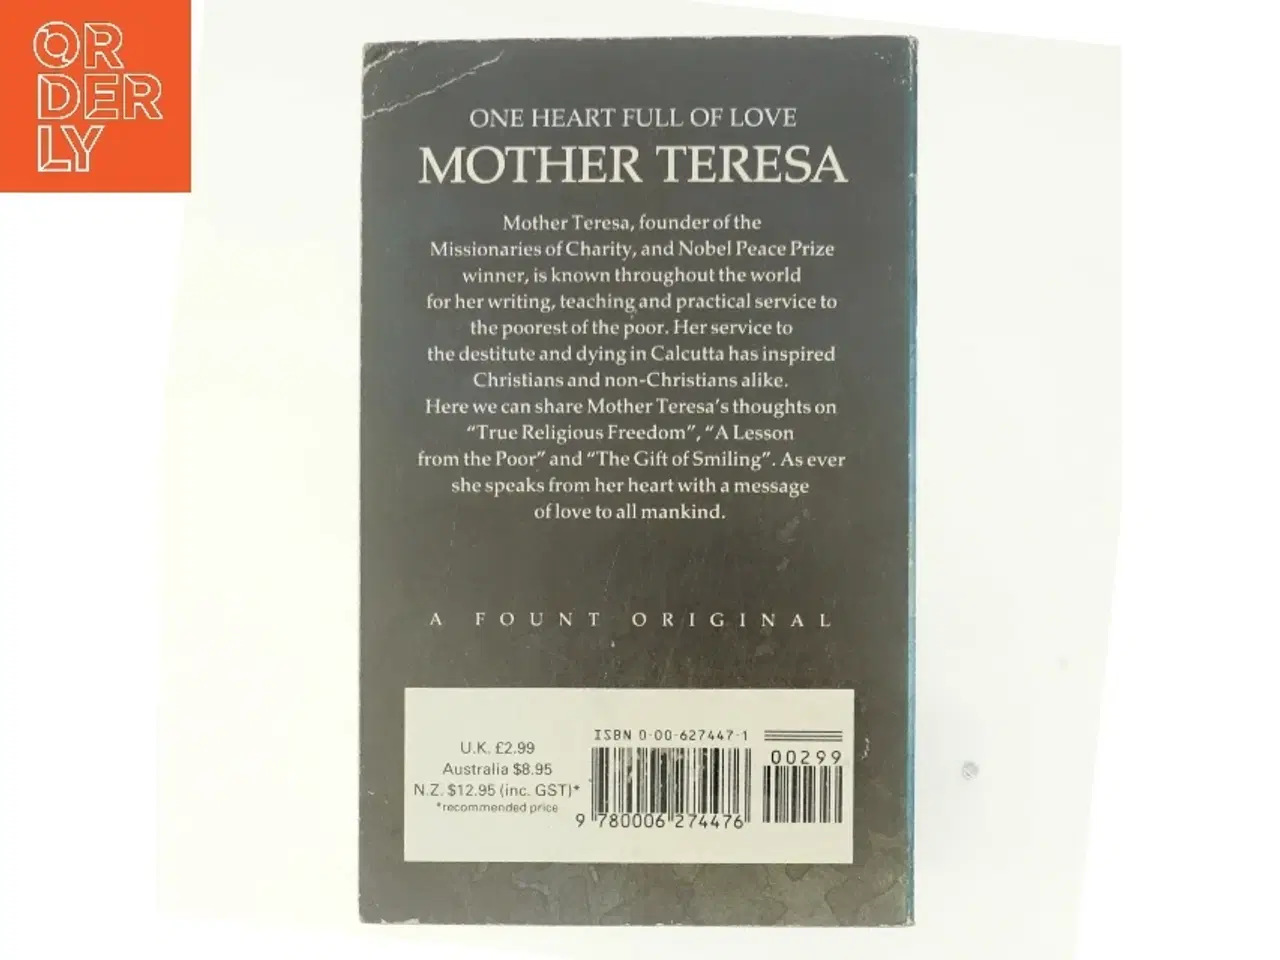 OR
DER
LY
ONE HEART FULL OF LOVE
MOTHER TERESA
Mother Teresa, founder of the
Missionaries of Charity, and Nobel Peace Prize
winner, is known throughout the world
for her writing, teaching and practical service to
the poorest of the poor. Her service to
the destitute and dying in Calcutta has inspired
Christians and non-Christians alike.
Here we can share Mother Teresa's thoughts on
"True Religious Freedom", "A Lesson
from the Poor" and "The Gift of Smiling". As ever
she speaks from her heart with a message
of love to all mankind.
A FOUNT ORIGINAL
U.K. £2.99
Australia $8.95
N.Z. $12.95 (inc. GST)*
*recommended price
ISBN 0-00-627447-1
00299
9 780006 274476